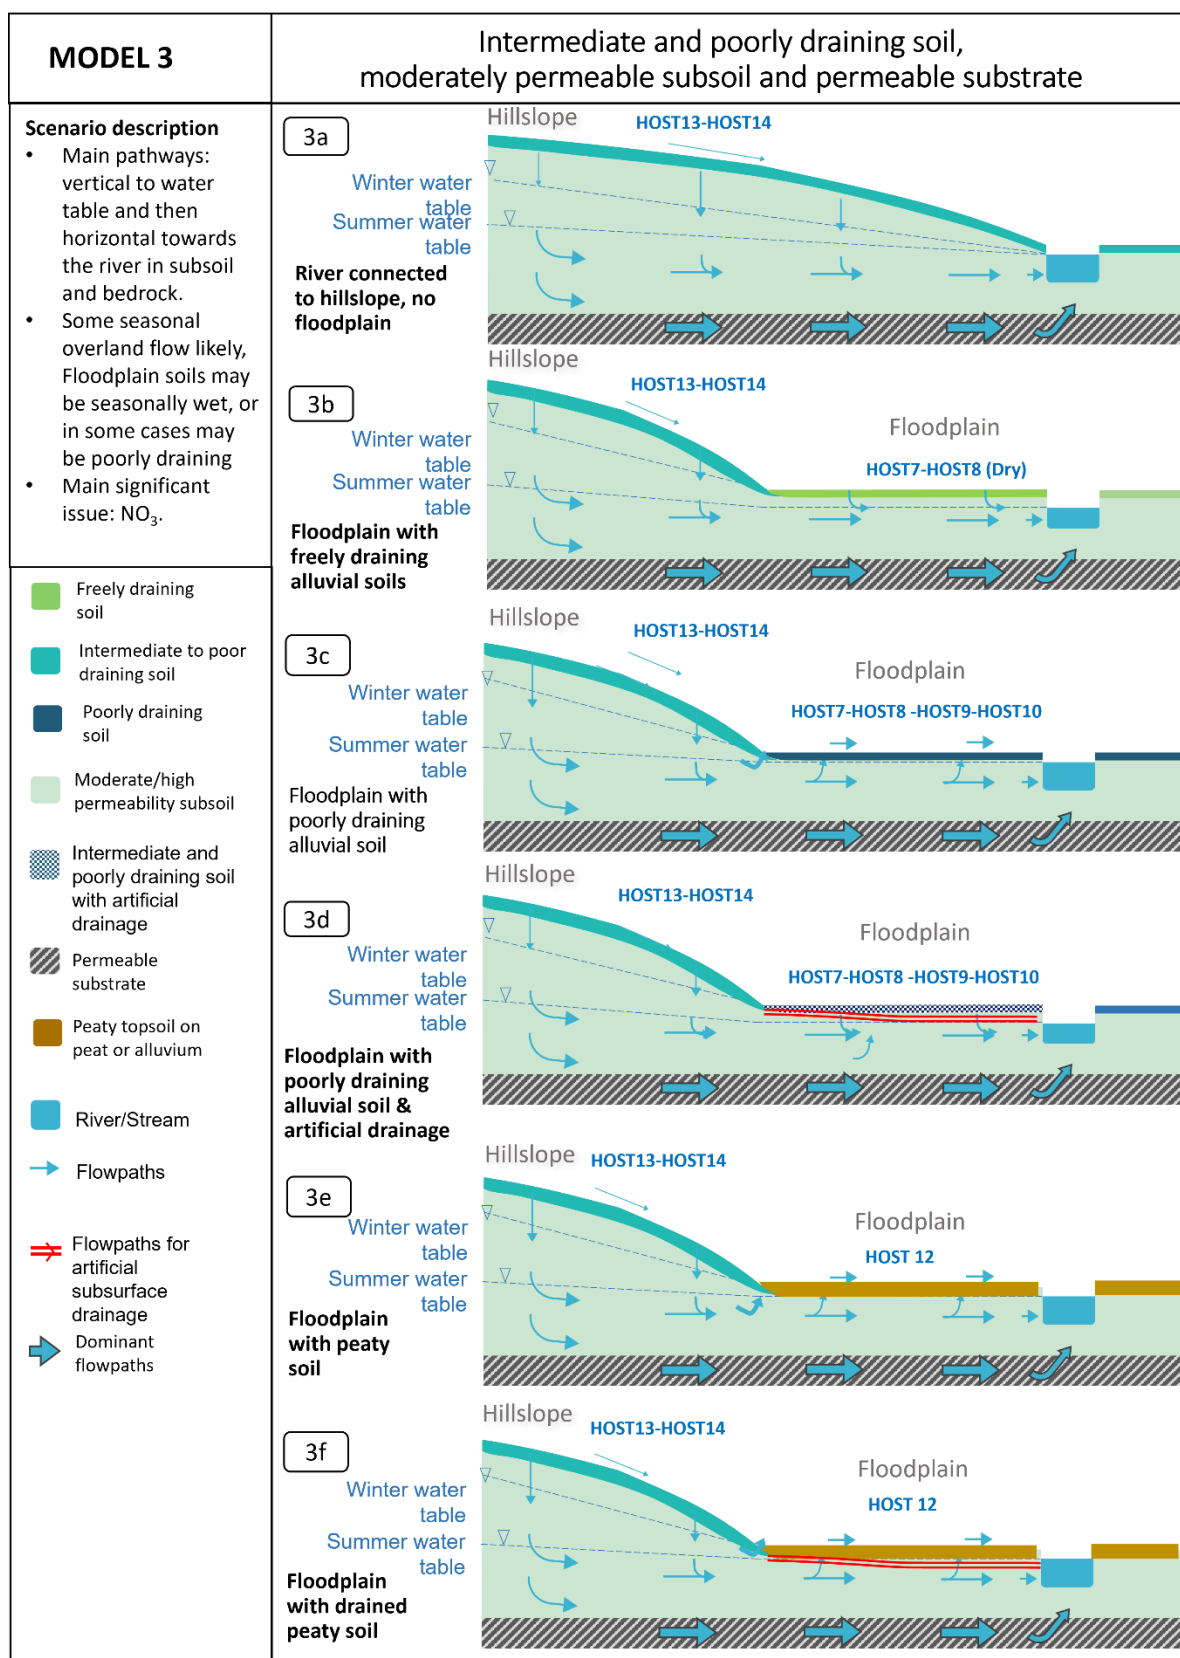 MODEL 3
Intermediate and poorly draining soil,
moderately permeable subsoil and permeable substrate
Scenario description
• Main pathways:
vertical to water
table and then
horizontal towards
the river in subsoil
and bedrock.
• Some seasonal
overland flow likely,
Floodplain soils may
be seasonally wet, or
in some cases may
be poorly draining
• Main significant
issue: NO₃.
Freely draining
soil
Intermediate to poor
draining soil
Poorly draining
soil
Moderate/high
permeability subsoil
Intermediate and
poorly draining soil
with artificial
drainage
Permeable
substrate
Peaty topsoil on
peat or alluvium
River/Stream
Flowpaths
Flowpaths for
artificial
subsurface
drainage
Dominant
flowpaths
3a
Hillslope
HOST13-HOST14
Winter water
table
Summer water
table
River connected
to hillslope, no
floodplain
3b
Hillslope
HOST13-HOST14
Floodplain
HOST7-HOST8 (Dry)
Winter water
table
Summer water
table
Floodplain with
freely draining
alluvial soils
3c
Hillslope
HOST13-HOST14
Floodplain
HOST7-HOST8 -HOST9-HOST10
Winter water
table
Summer water
table
Floodplain with
poorly draining
alluvial soil
3d
Hillslope
HOST13-HOST14
Floodplain
HOST7-HOST8 -HOST9-HOST10
Winter water
table
Summer water
table
Floodplain with
poorly draining
alluvial soil &
artificial drainage
3e
Hillslope
HOST13-HOST14
Floodplain
HOST 12
Winter water
table
Summer water
table
Floodplain
with peaty
soil
3f
Hillslope
HOST13-HOST14
Floodplain
HOST 12
Winter water
table
Summer water
table
Floodplain
with drained
peaty soil